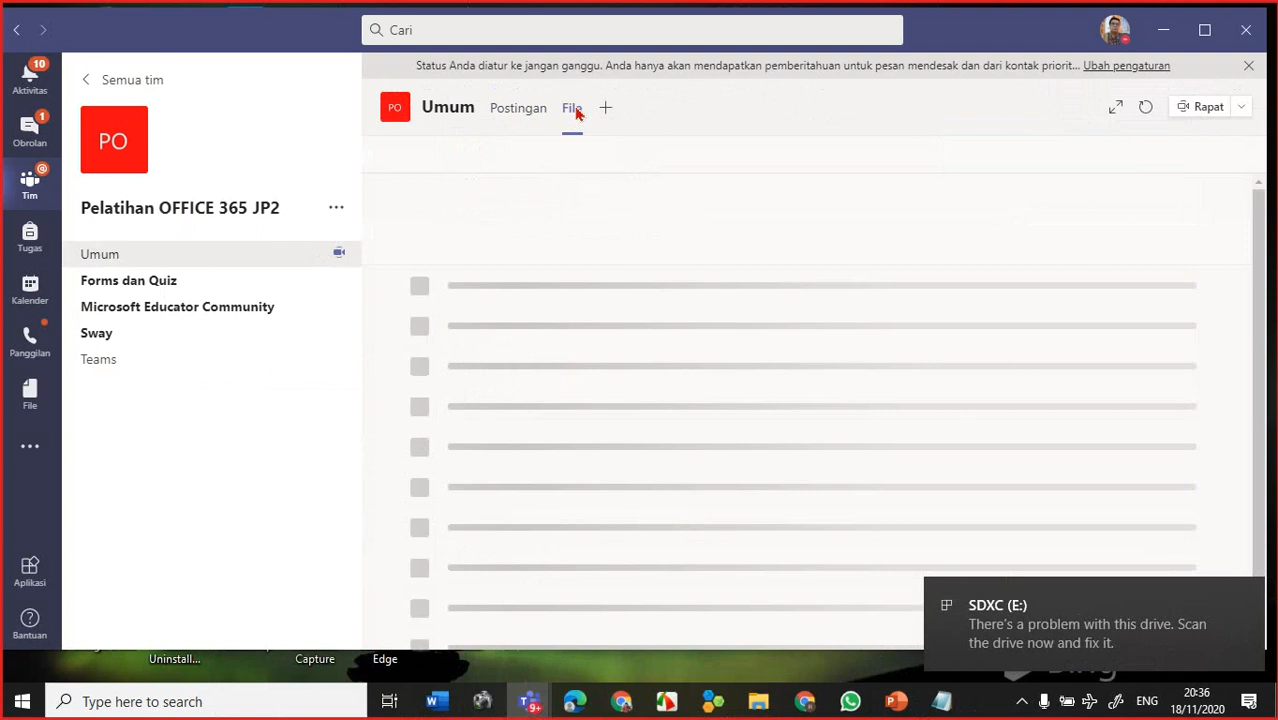 Cari
Status Anda diatur ke jangan ganggu. Anda hanya akan mendapatkan pemberitahuan untuk pesan mendesak dan dari kontak priorit... Ubah pengaturan
10
Aktivitas
Semua tim
PO
Umum
Postingan
File
Rapat
1
Obrolan
PO
@
Tim
Pelatihan OFFICE 365 JP2
Tugas
Umum
Forms dan Quiz
Kalender
Microsoft Educator Community
Sway
Panggilan
Teams
File
Aplikasi
Bantuan
SDXC (E:)
There's a problem with this drive. Scan
the drive now and fix it.
Uninstall...
Capture
Edge
Type here to search
9+
ENG
20:36
18/11/2020